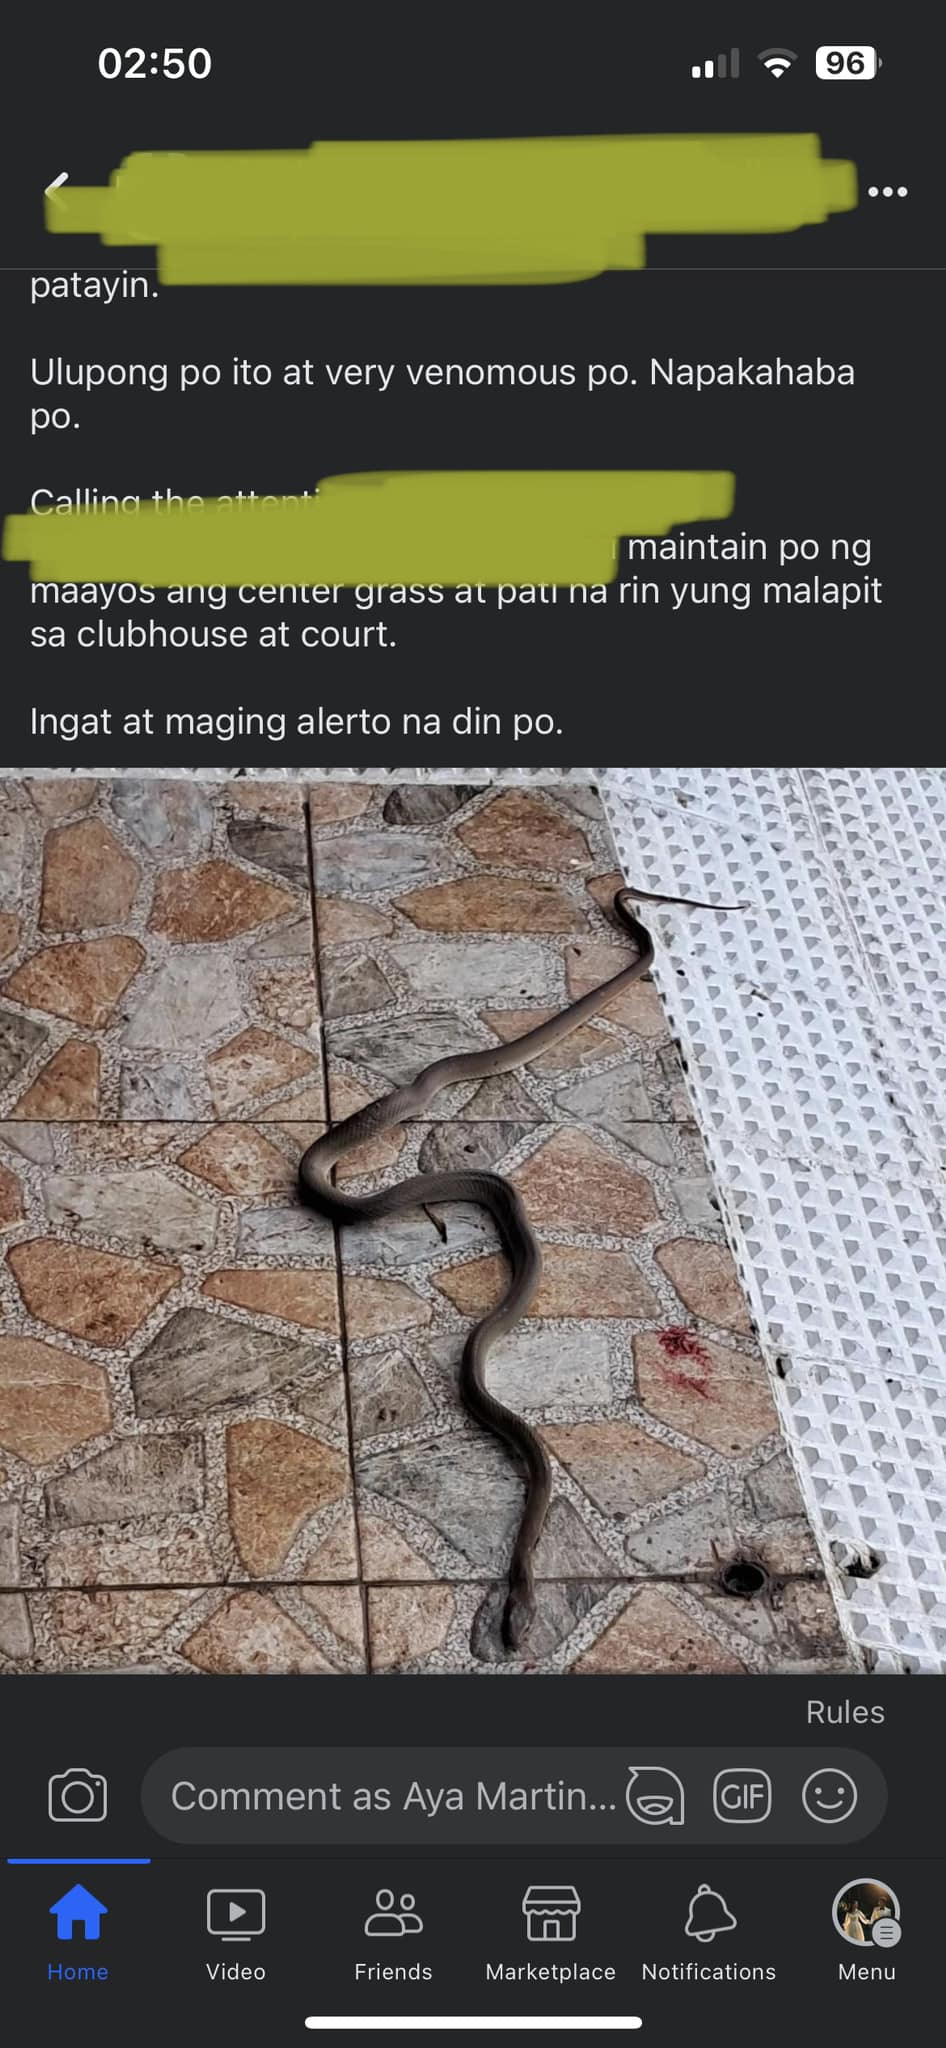 02:50
96
patayin.
Ulupong po ito at very venomous po. Napakahaba
po.
Calling the attenti
maintain po ng
maayos ang center grass at pati na rin yung malapit
sa clubhouse at court.
Ingat at maging alerto na din po.
Rules
Comment as Aya Martin...
GIF
Home
Video
Friends
Marketplace
Notifications
Menu